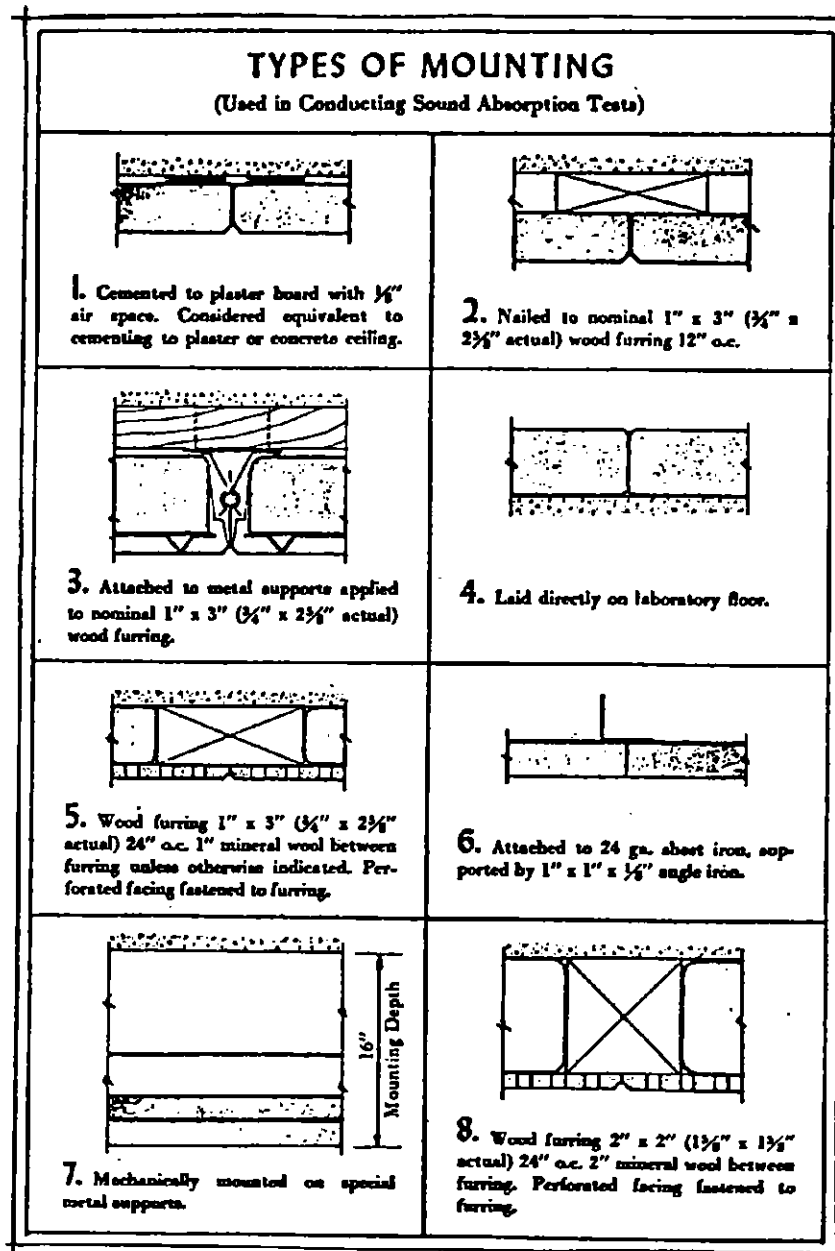 TYPES OF MOUNTING
(Used in Conducting Sound Absorption Tests)
1. Cemented to plaster board with ⅛"
air space. Considered equivalent to
cementing to plaster or concrete ceiling.
2. Nailed to nominal 1" x 3" (¾" x
2⅝" actual) wood furring 12" o.c.
3. Attached to metal supports applied
to nominal 1" x 3" (¾" x 2⅝" actual)
wood furring.
4. Laid directly on laboratory floor.
5. Wood furring 1" x 3" (¾" x 2⅝"
actual) 24" o.c. 1" mineral wool between
furring unless otherwise indicated. Per-
forated facing fastened to furring.
6. Attached to 24 ga. sheet iron, sup-
ported by 1" x 1" x ⅛" angle iron.
16"
Mounting Depth
7. Mechanically mounted on special
metal supports.
8. Wood furring 2" x 2" (1⅝" x 1⅝"
actual) 24" o.c. 2" mineral wool between
furring. Perforated facing fastened to
furring.